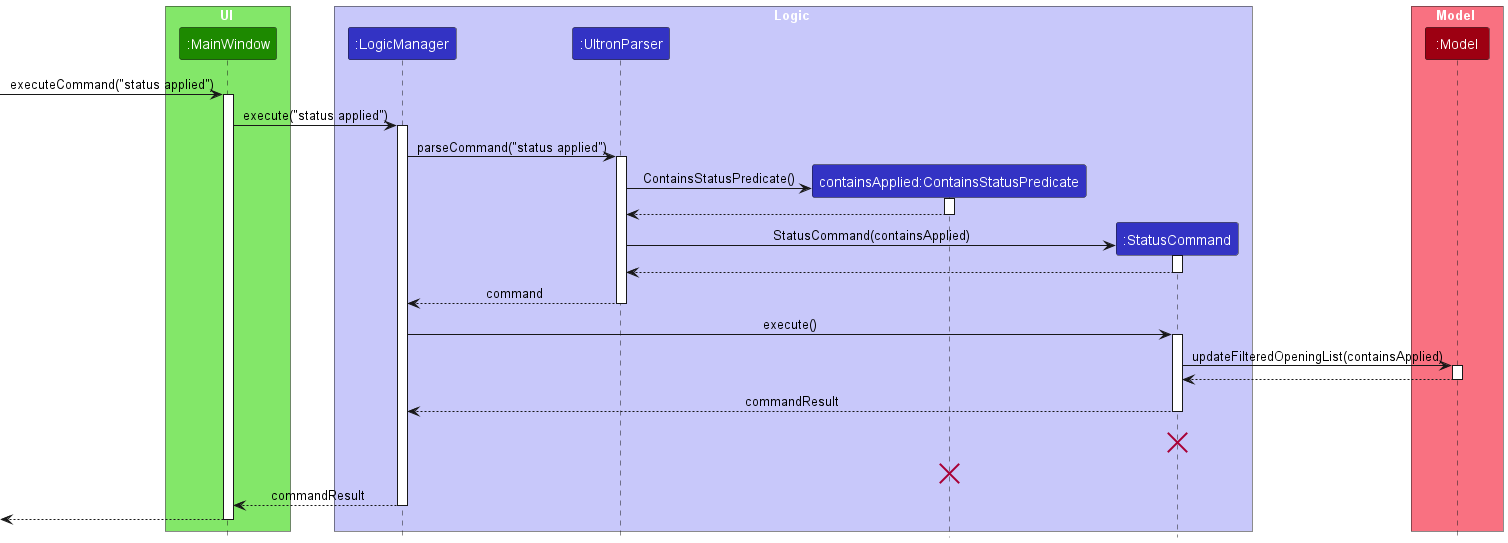 UI
Logic
Model
:MainWindow
:LogicManager
:UltronParser
:Model
executeCommand("status applied")
execute("status applied")
parseCommand("status applied")
ContainsStatusPredicate()
containsApplied:ContainsStatusPredicate
StatusCommand(containsApplied)
:StatusCommand
command
execute()
updateFilteredOpeningList(containsApplied)
commandResult
commandResult